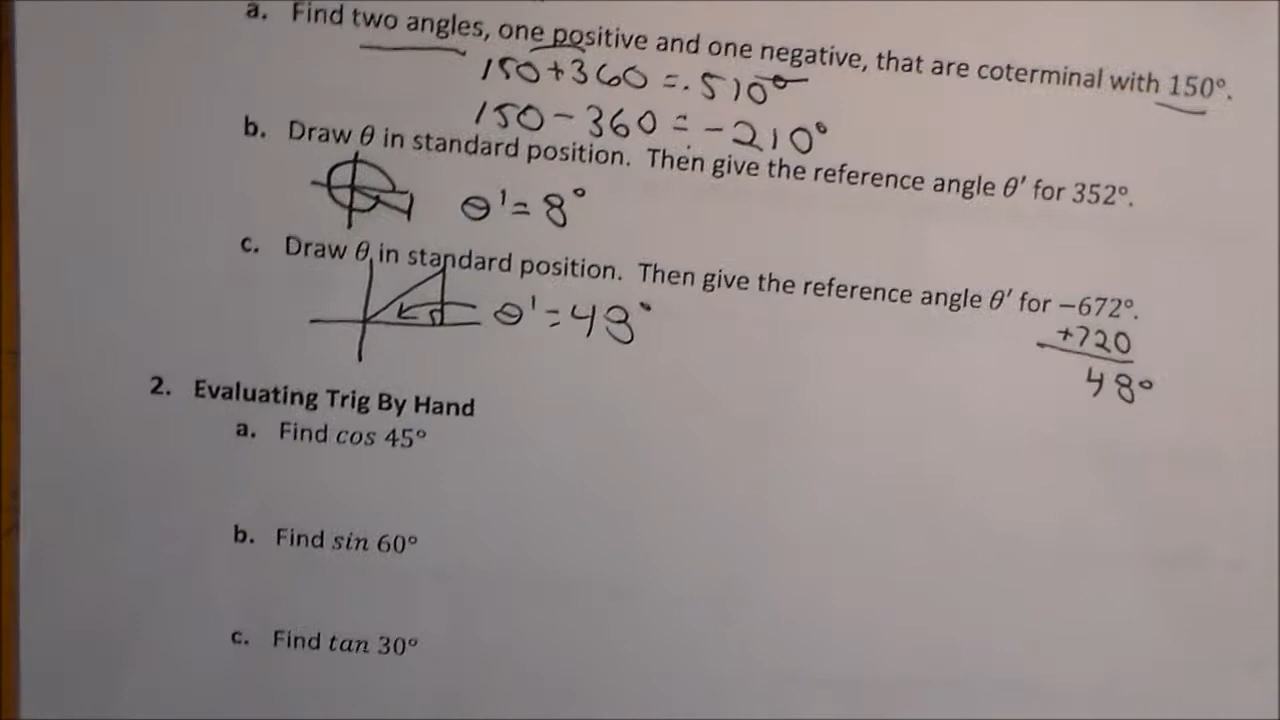 a. Find two angles, one positive and one negative, that are coterminal with 150°.
150+360=.510°
150-360=-210°
b. Draw θ in standard position. Then give the reference angle θ′ for 352°.
θ'=8°
c. Draw θ in standard position. Then give the reference angle θ′ for −672°.
θ'=48°
+720
48°
2. Evaluating Trig By Hand
a. Find cos 45°
b. Find sin 60°
c. Find tan 30°